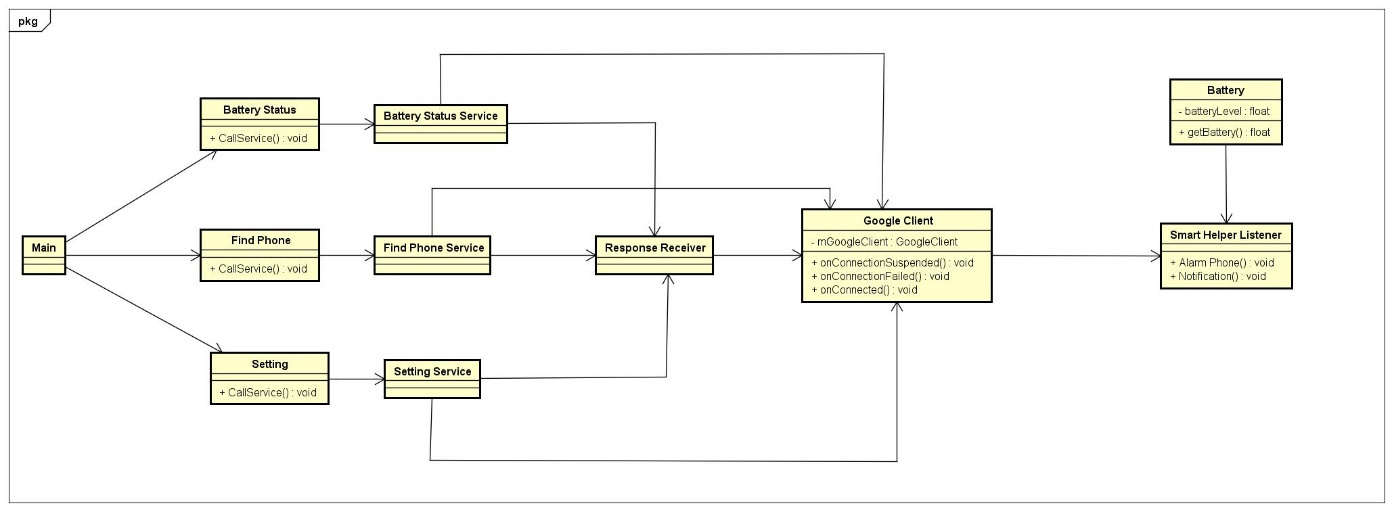 pkg
Battery Status
+ CallService() : void
Battery Status Service
Battery
- batteryLevel : float
+ getBattery() : float
Main
Find Phone
+ CallService() : void
Find Phone Service
Response Receiver
Google Client
- mGoogleClient : GoogleClient
+ onConnectionSuspended() : void
+ onConnectionFailed() : void
+ onConnected() : void
Smart Helper Listener
+ Alarm Phone() : void
+ Notification() : void
Setting
+ CallService() : void
Setting Service